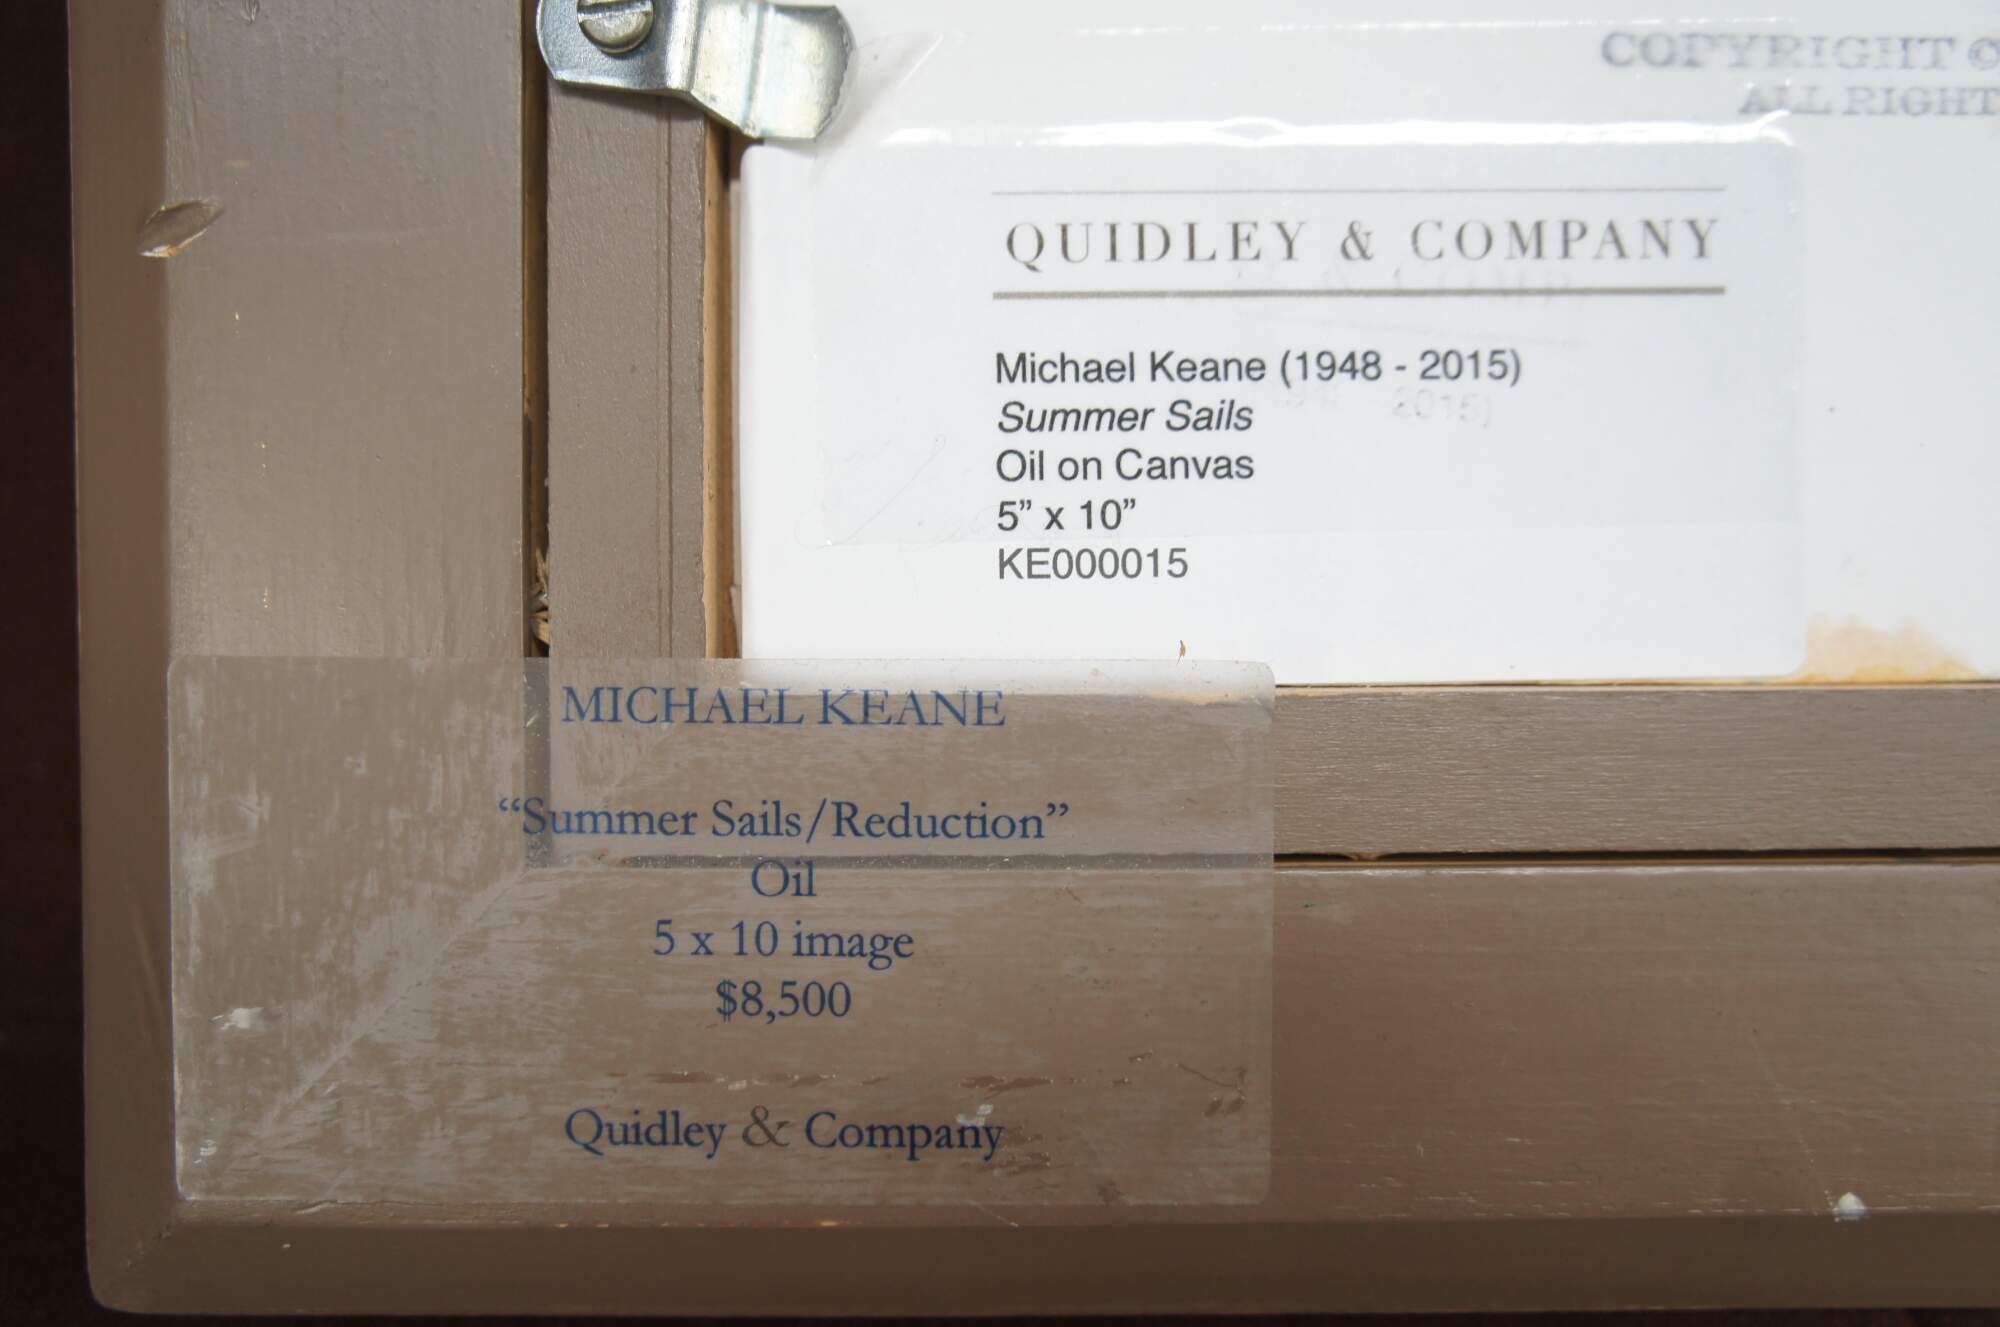 COPYRIGHT ©
ALL RIGHT
QUIDLEY & COMPANY
Michael Keane (1948 - 2015)
Summer Sails
Oil on Canvas
5” x 10”
KE000015
MICHAEL KEANE
“Summer Sails/Reduction”
Oil
5 x 10 image
$8,500
Quidley & Company